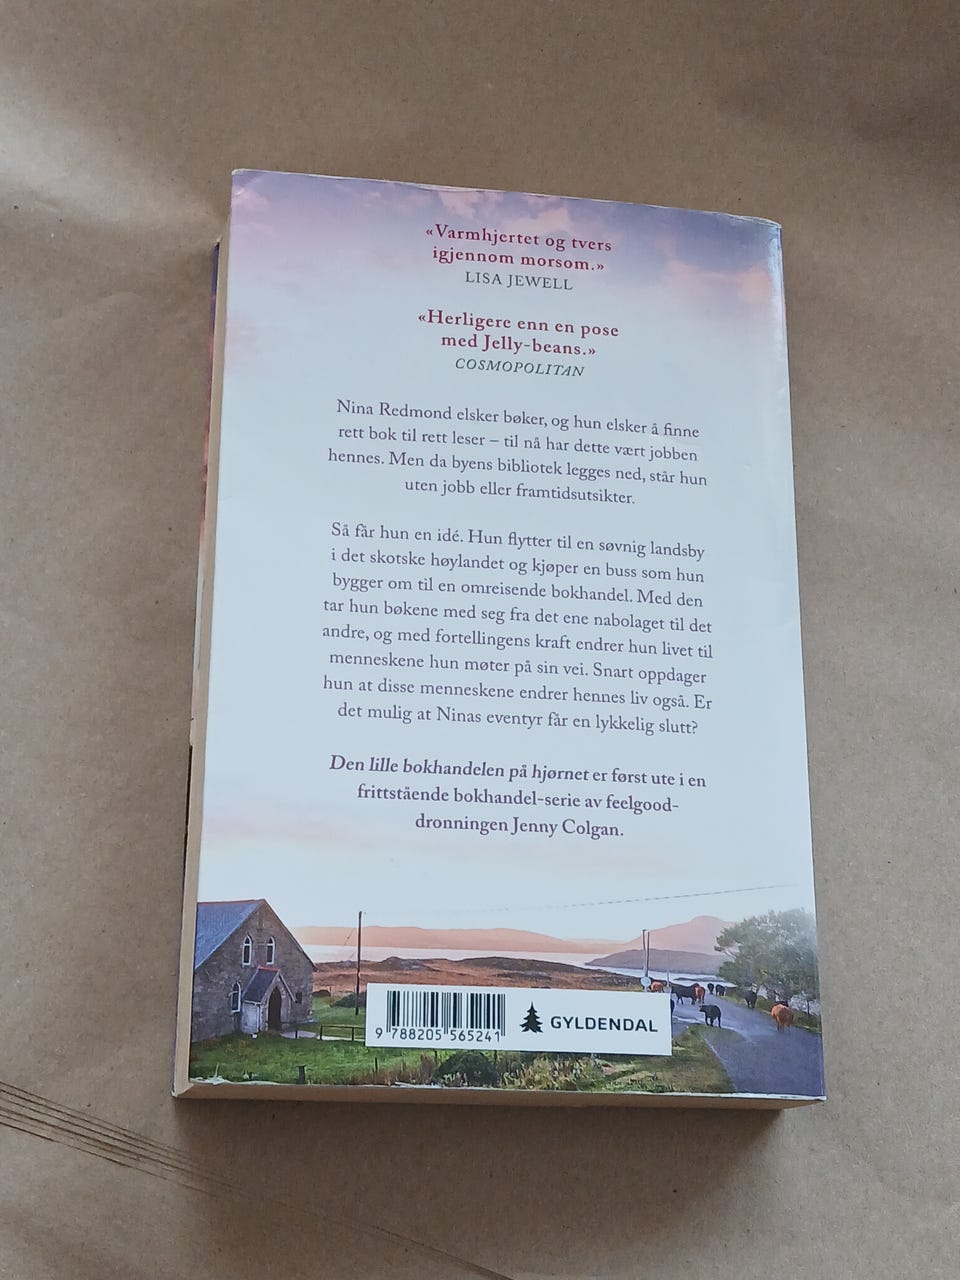 «Varmhjertet og tvers
igjennom morsom.»
LISA JEWELL
«Herligere enn en pose
med Jelly-beans.»
COSMOPOLITAN
Nina Redmond elsker bøker, og hun elsker å finne
rett bok til rett leser – til nå har dette vært jobben
hennes. Men da byens bibliotek legges ned, står hun
uten jobb eller framtidsutsikter.
Så får hun en idé. Hun flytter til en søvnig landsby
i det skotske høylandet og kjøper en buss som hun
bygger om til en omreisende bokhandel. Med den
tar hun bøkene med seg fra det ene nabolaget til det
andre, og med fortellingens kraft endrer hun livet til
menneskene hun møter på sin vei. Snart oppdager
hun at disse menneskene endrer hennes liv også. Er
det mulig at Ninas eventyr får en lykkelig slutt?
Den lille bokhandelen på hjørnet er først ute i en
frittstående bokhandel-serie av feelgood-
dronningen Jenny Colgan.
9 788205 565241
GYLDENDAL